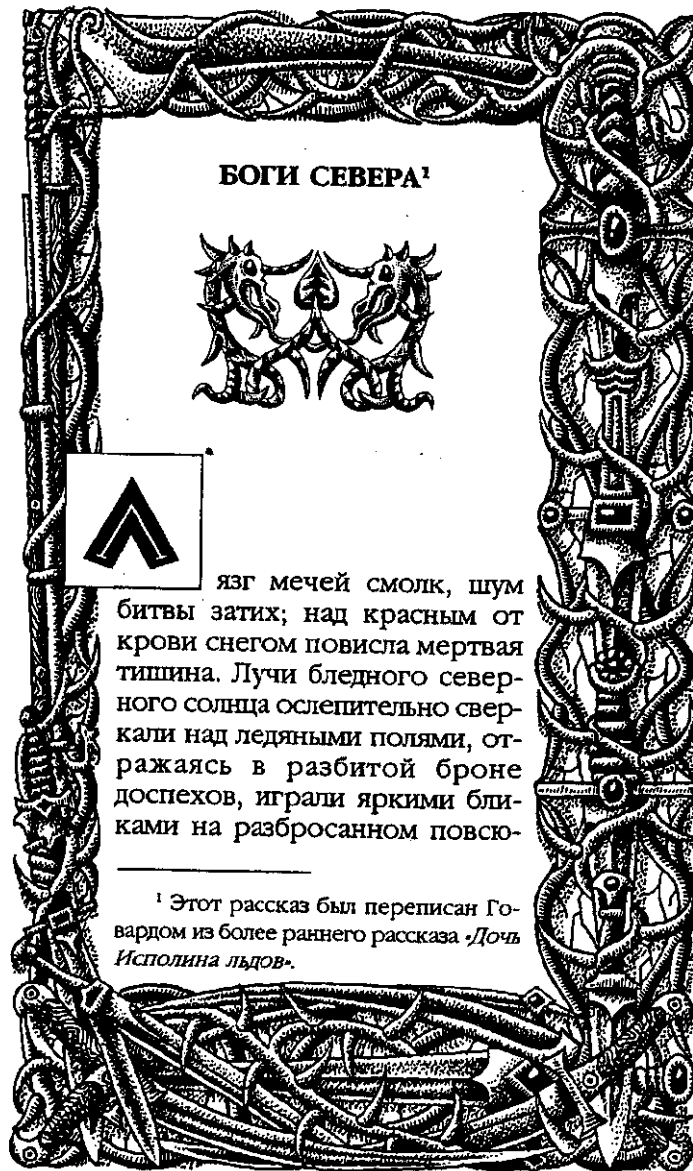 БОГИ СЕВЕРА¹
Лязг мечей смолк, шум
битвы затих; над красным от
крови снегом повисла мертвая
тишина. Лучи бледного север-
ного солнца ослепительно свер-
кали над ледяными полями, от-
ражаясь в разбитой броне
доспехов, играли яркими бли-
ками на разбросанном повсю-
¹ Этот рассказ был переписан Го-
вардом из более раннего рассказа «Дочь
Исполина льдов».